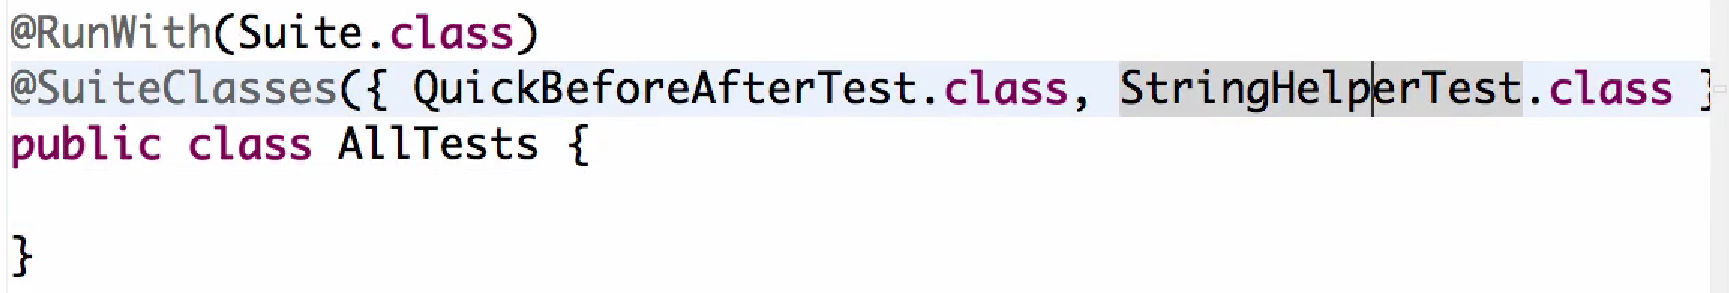 @RunWith(Suite.class)
@SuiteClasses({ QuickBeforeAfterTest.class, StringHelperTest.class }
public class AllTests {
}